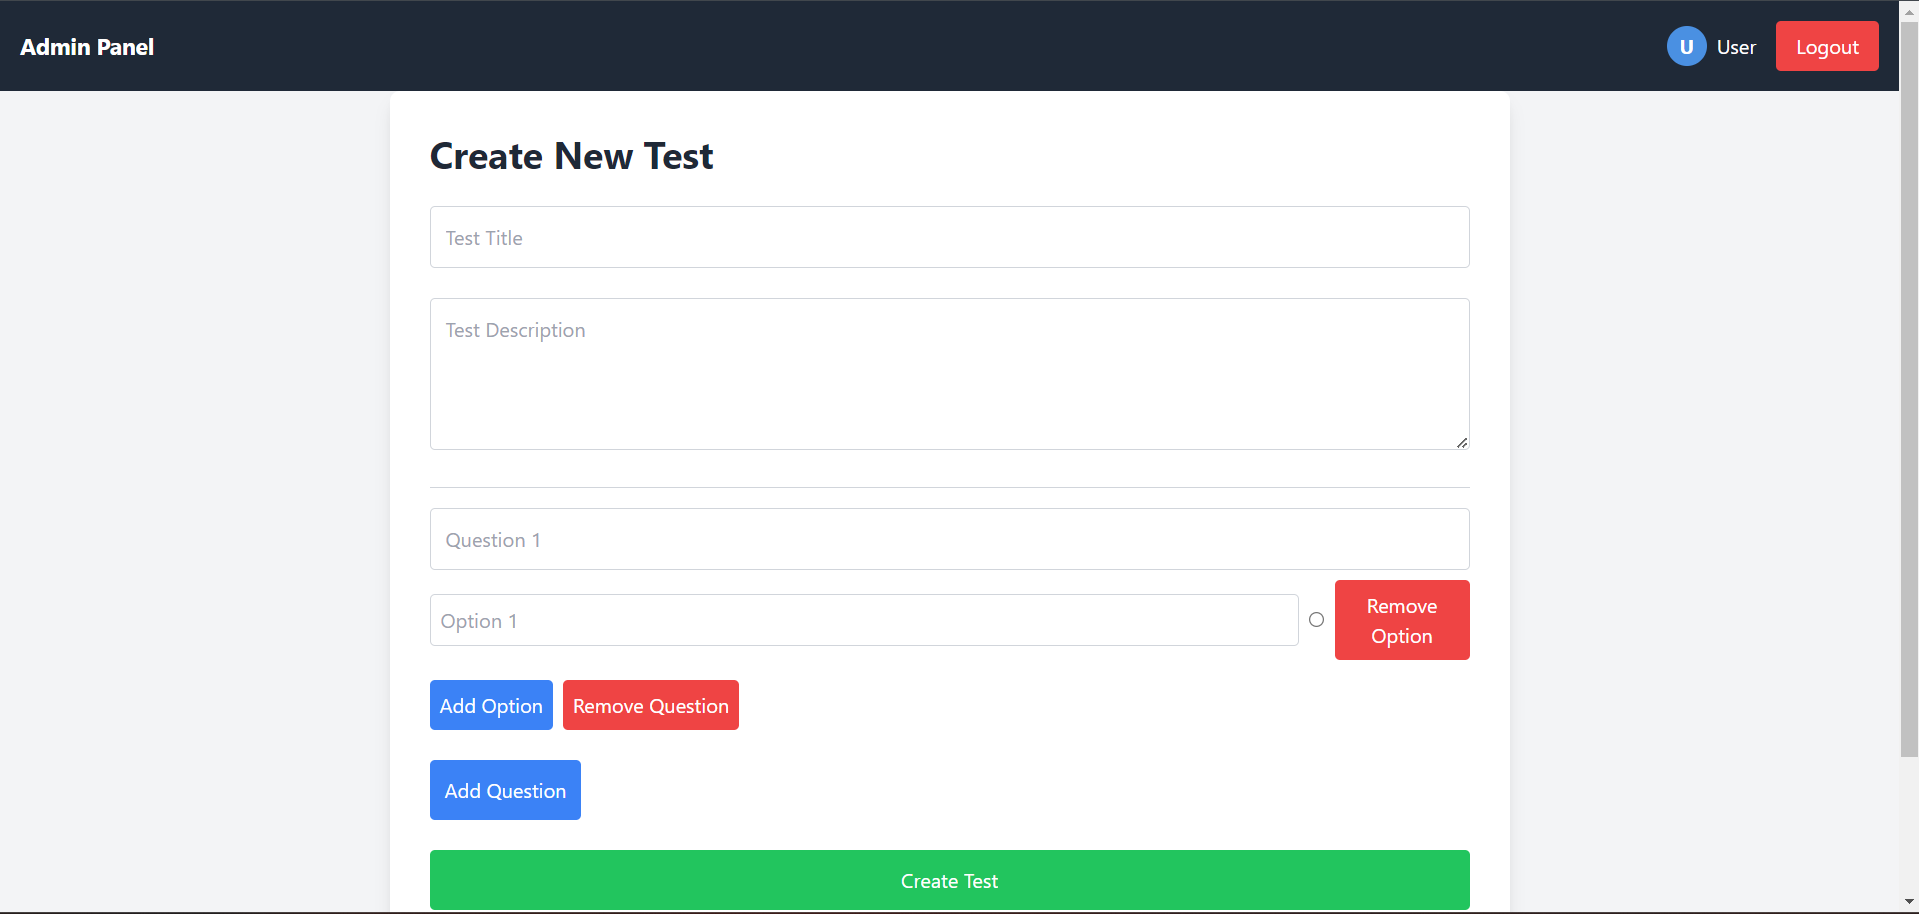 Admin Panel
U User Logout
Create New Test
Test Title
Test Description
Question 1
Option 1
Remove
Option
Add Option Remove Question
Add Question
Create Test